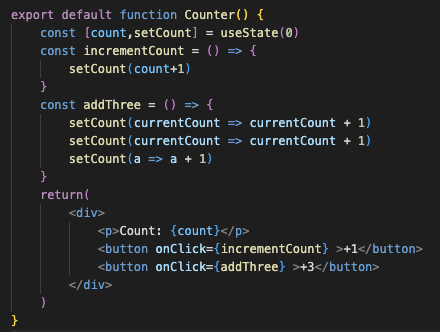 export default function Counter() {
    const [count,setCount] = useState(0)
    const incrementCount = () => {
        setCount(count+1)
    }
    const addThree = () => {
        setCount(currentCount => currentCount + 1)
        setCount(currentCount => currentCount + 1)
        setCount(a => a + 1)
    }
    return(
        <div>
            <p>Count: {count}</p>
            <button onClick={incrementCount} >+1</button>
            <button onClick={addThree} >+3</button>
        </div>
    )
}